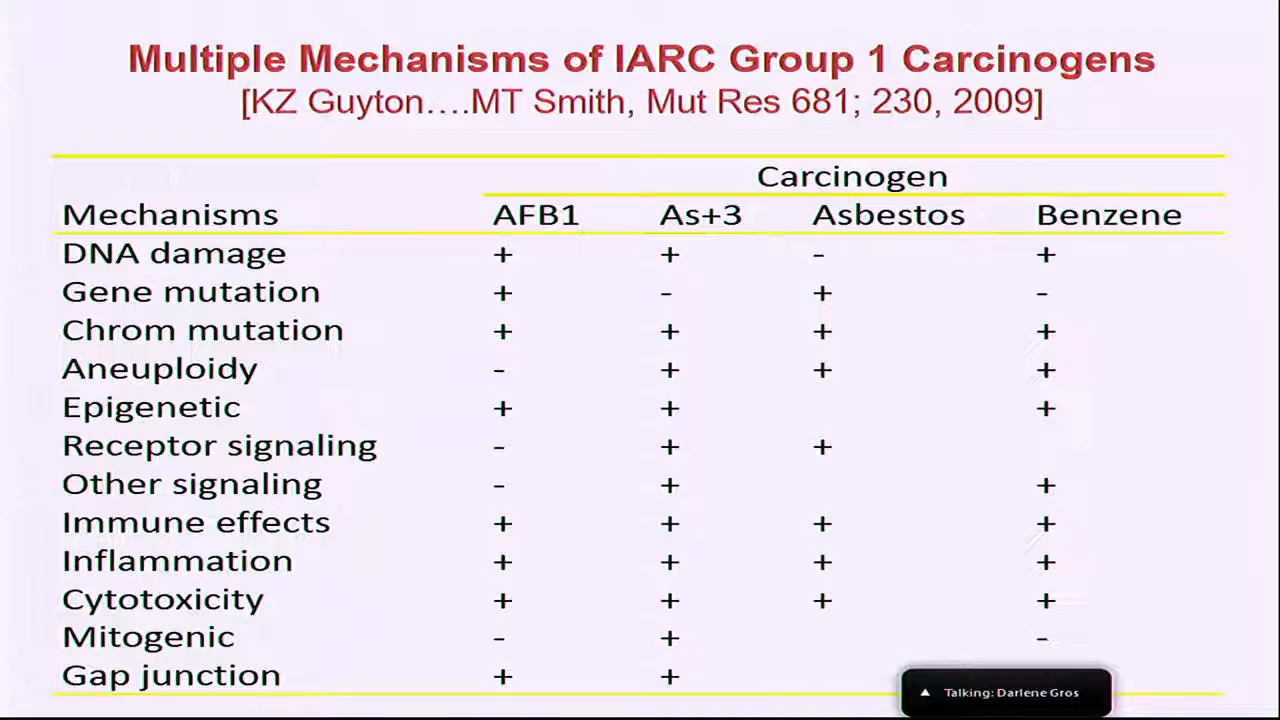 Multiple Mechanisms of IARC Group 1 Carcinogens
[KZ Guyton….MT Smith, Mut Res 681; 230, 2009]
Carcinogen
Mechanisms AFB1 As+3 Asbestos Benzene
DNA damage + + - +
Gene mutation + - + -
Chrom mutation + + + +
Aneuploidy - + + +
Epigenetic + + +
Receptor signaling - + +
Other signaling - + +
Immune effects + + + +
Inflammation + + + +
Cytotoxicity + + + +
Mitogenic - + -
Gap junction + +
Talking: Darlene Gros